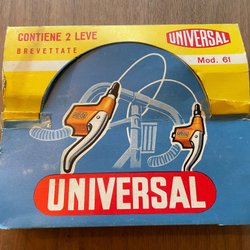 CONTIENE 2 LEVE
BREVETTATE
UNIVERSAL
Mod. 61
UNIVERSAL